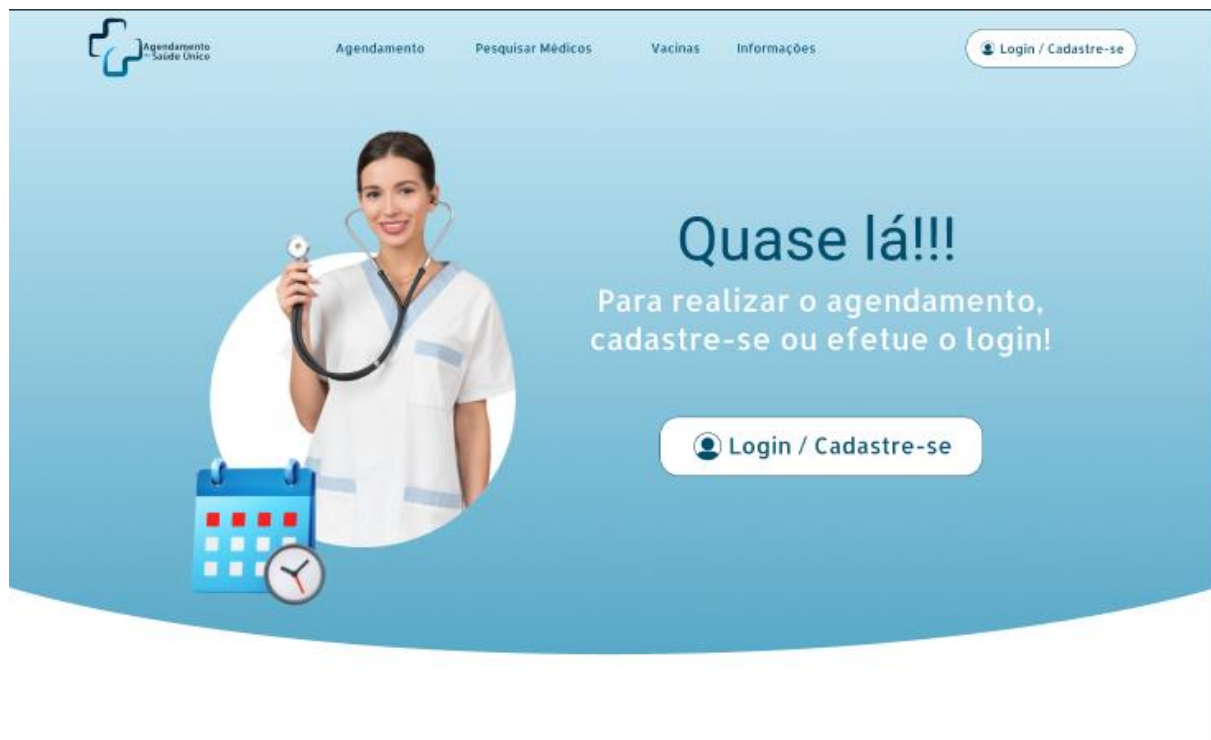 Agendamento
Saúde Único
Agendamento
Pesquisar Médicos
Vacinas
Informações
Login / Cadastre-se
Quase lá!!!
Para realizar o agendamento,
cadastre-se ou efetue o login!
Login / Cadastre-se